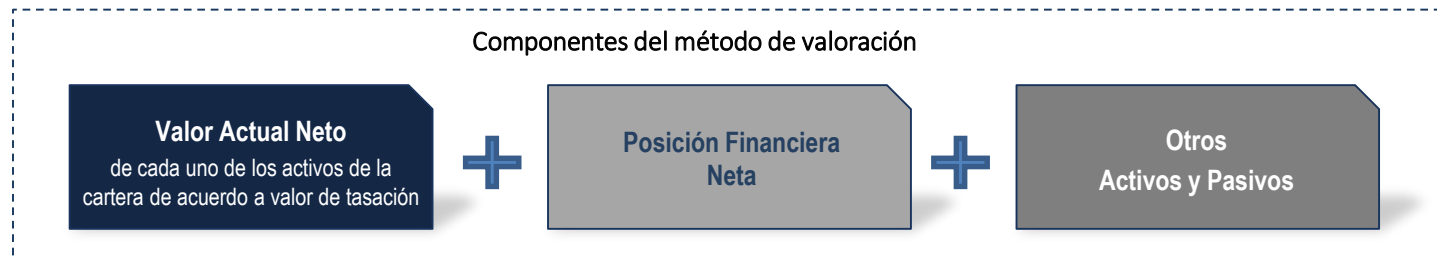 Componentes del método de valoración
Valor Actual Neto
de cada uno de los activos de la
cartera de acuerdo a valor de tasación
Posición Financiera
Neta
Otros
Activos y Pasivos